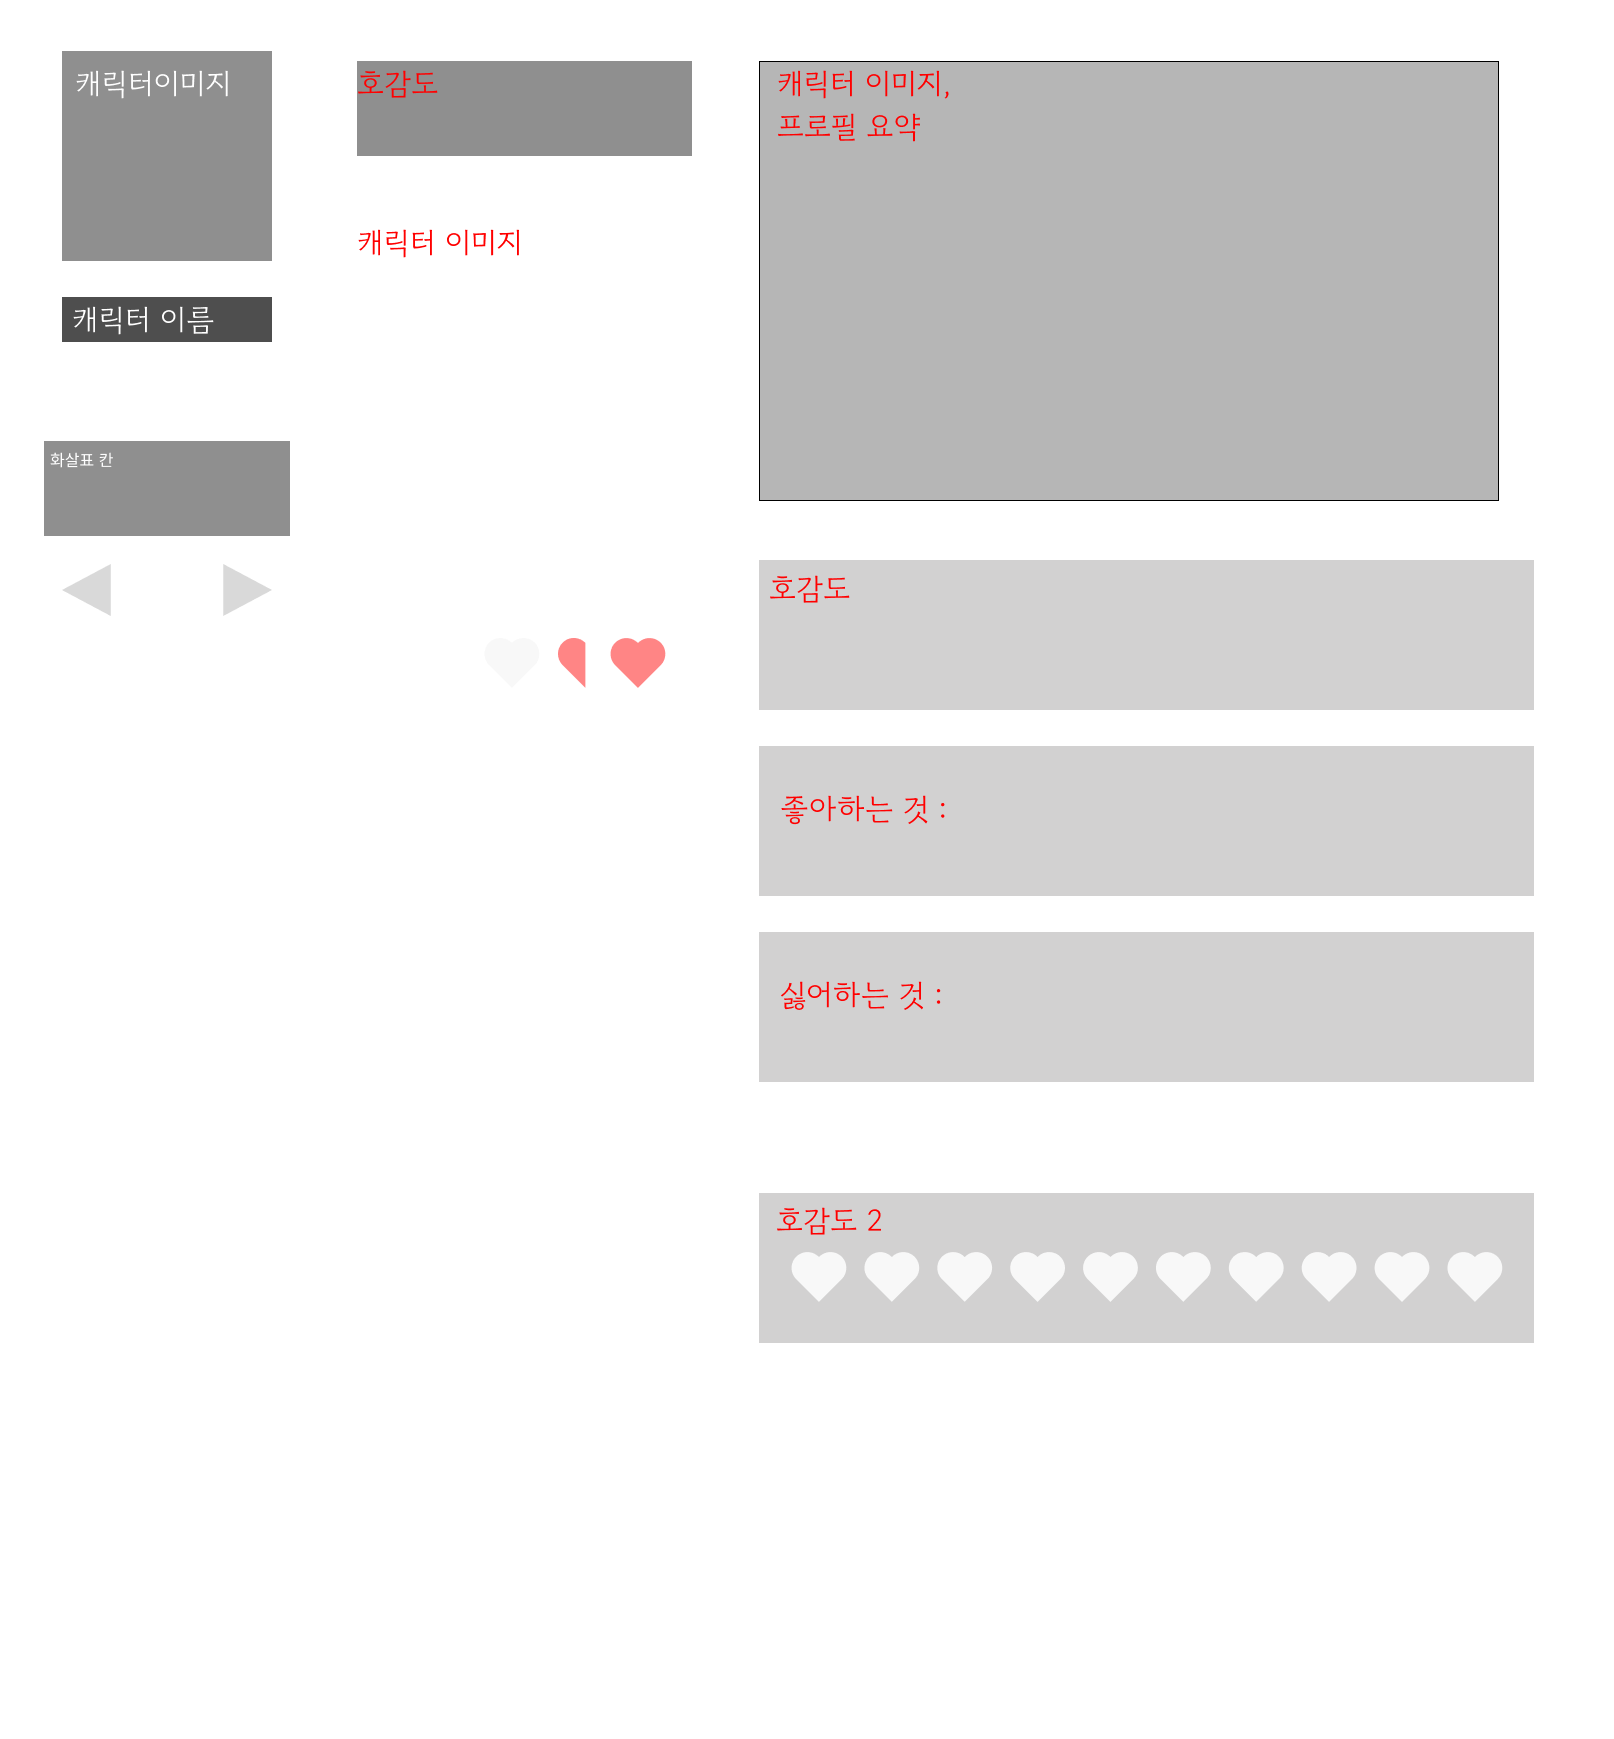 캐릭터이미지
캐릭터 이름
화살표 칸
호감도
캐릭터 이미지
캐릭터 이미지,
프로필 요약
호감도
좋아하는 것 :
싫어하는 것 :
호감도 2